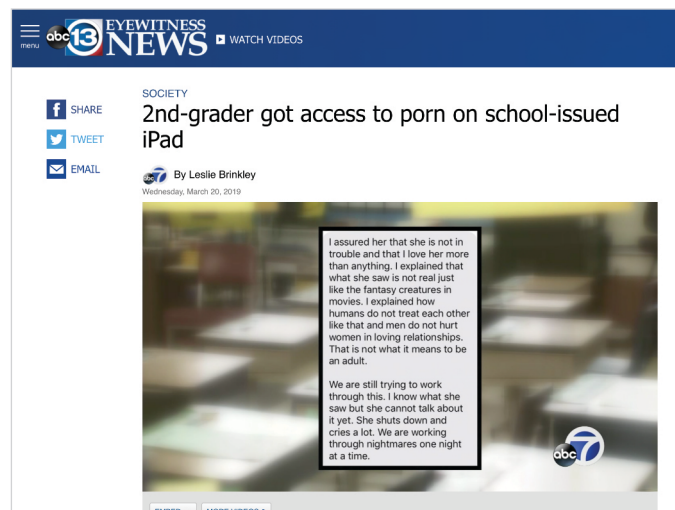 menu
abc 13 EYEWITNESS
NEWS
WATCH VIDEOS
SHARE
TWEET
EMAIL
SOCIETY
2nd-grader got access to porn on school-issued
iPad
abc7 By Leslie Brinkley
Wednesday, March 20, 2019
I assured her that she is not in
trouble and that I love her more
than anything. I explained that
what she saw is not real just
like the fantasy creatures in
movies. I explained how
humans do not treat each other
like that and men do not hurt
women in loving relationships.
That is not what it means to be
an adult.
We are still trying to work
through this. I know what she
saw but she cannot talk about
it yet. She shuts down and
cries a lot. We are working
through nightmares one night
at a time.
abc7